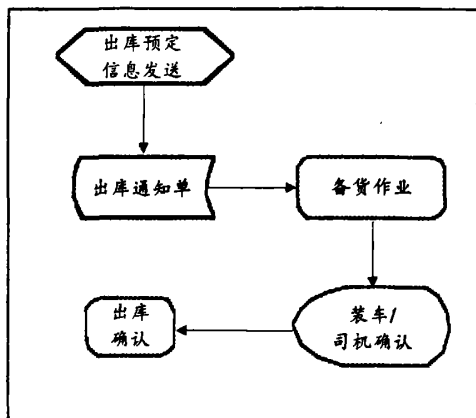 出库预定
信息发送
出库通知单
备货作业
出库
确认
装车/
司机确认